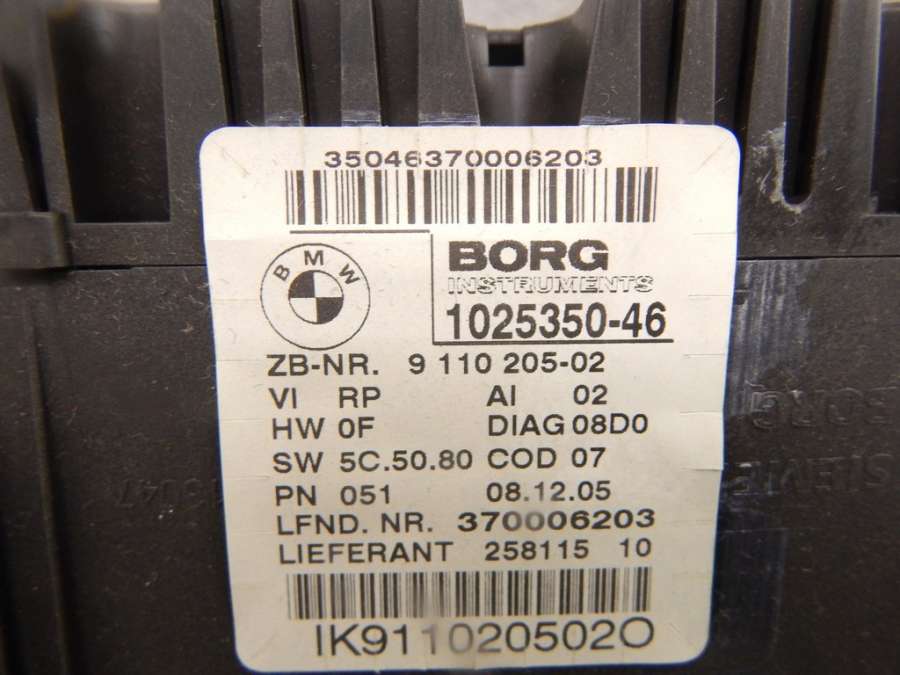 35046370006203
BMW
BORG
INSTRUMENTS
1025350-46
ZB-NR. 9 110 205-02
VI RP AI 02
HW 0F DIAG 08D0
SW 5C.50.80 COD 07
PN 051 08.12.05
LFND. NR. 370006203
LIEFERANT 258115 10
IK9110205020
BORG